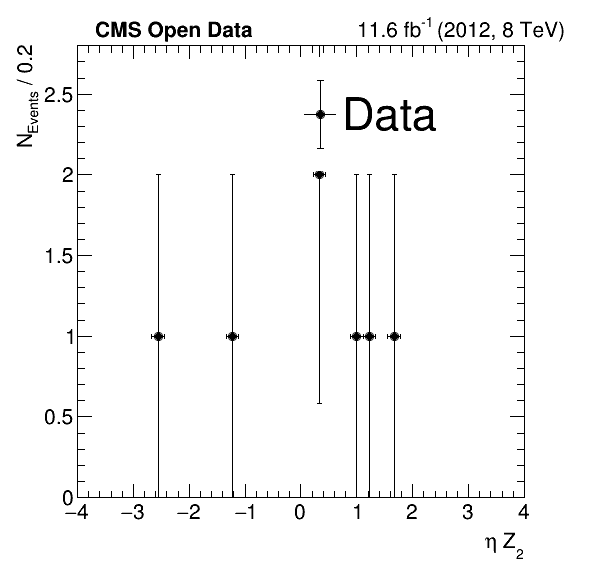 CMS Open Data 11.6 fb⁻¹ (2012, 8 TeV)
N_Events / 0.2
Data
2.5
2
1.5
1
0.5
0
−4 −3 −2 −1 0 1 2 3 4
η Z₂